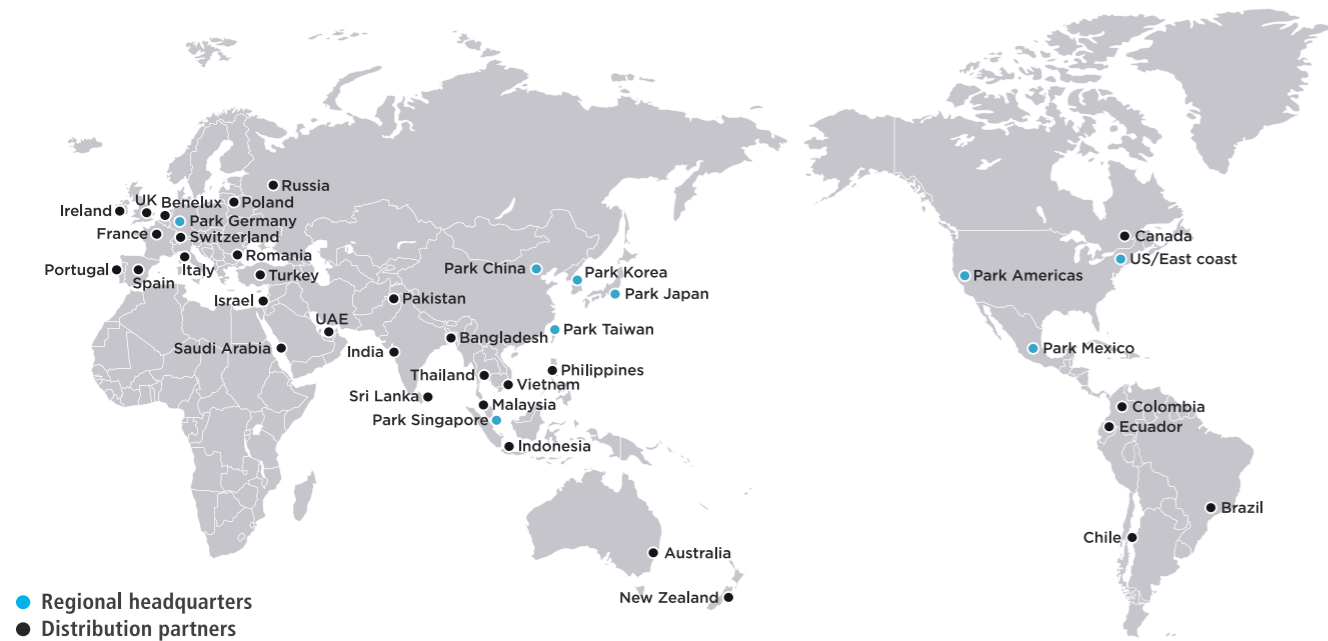 Russia
UK
Benelux
Poland
Ireland
Park Germany
France
Switzerland
Romania
Portugal
Spain
Italy
Turkey
Israel
UAE
Saudi Arabia
Park China
Park Korea
Park Japan
Pakistan
Park Taiwan
Bangladesh
India
Thailand
Philippines
Vietnam
Sri Lanka
Malaysia
Park Singapore
Indonesia
Australia
New Zealand
Canada
US/East coast
Park Americas
Park Mexico
Colombia
Ecuador
Brazil
Chile
Regional headquarters
Distribution partners